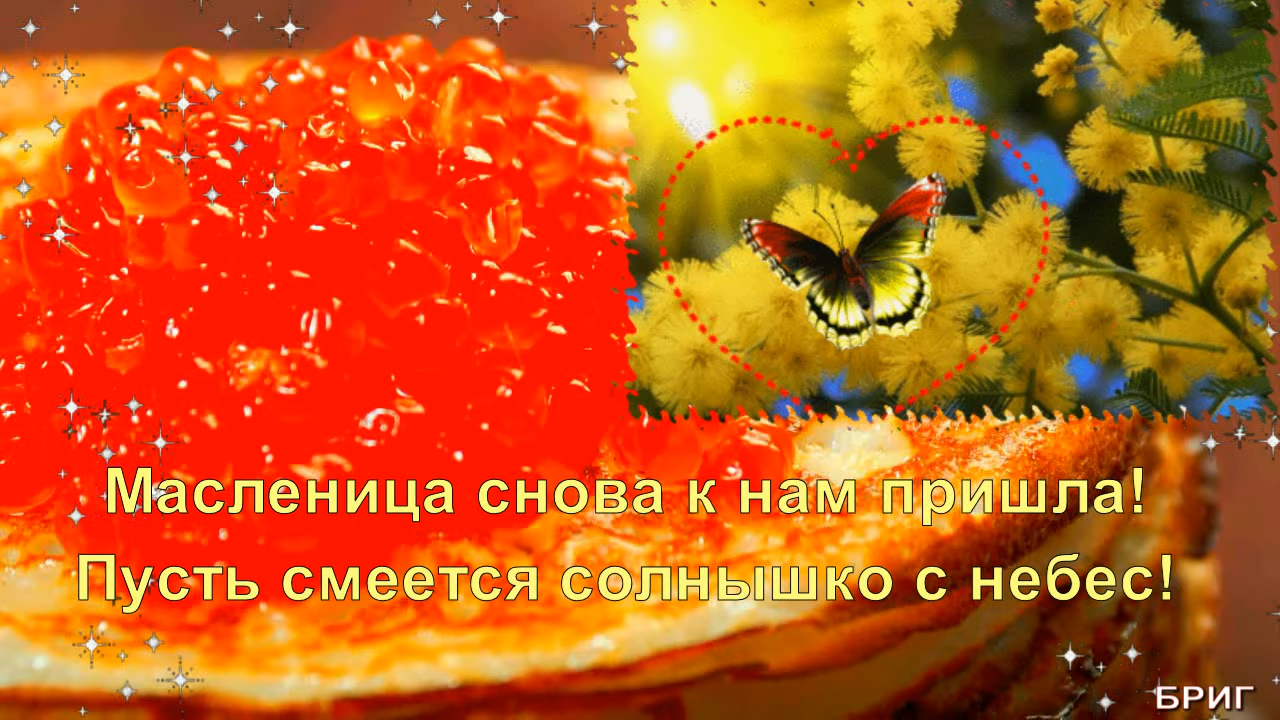 Масленица снова к нам пришла!
Пусть смеется солнышко с небес!
БРИГ